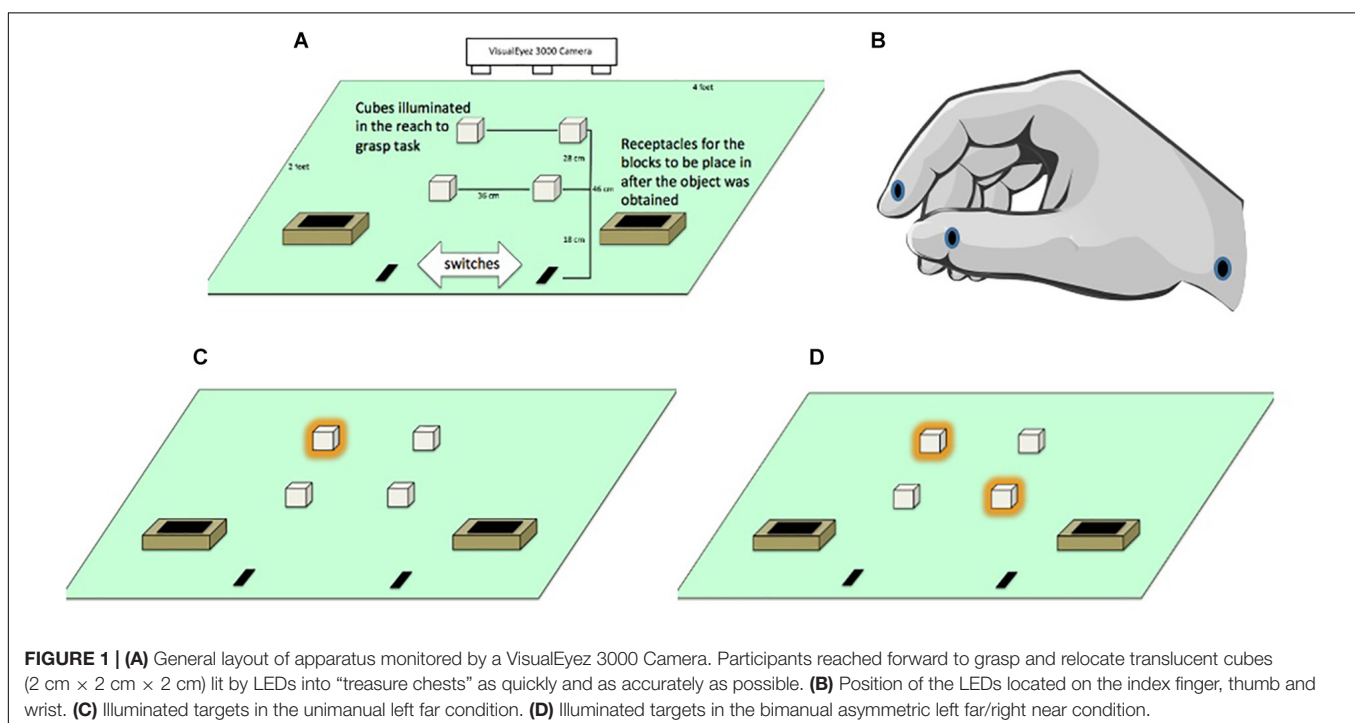 A
VisualEyez 3000 Camera
B
4 feet
Cubes illuminated
in the reach to
grasp task
Receptacles for the
blocks to be place in
after the object was
obtained
28 cm
2 feet
36 cm
46 cm
18 cm
switches
C
D
FIGURE 1 | (A) General layout of apparatus monitored by a VisualEyez 3000 Camera. Participants reached forward to grasp and relocate translucent cubes
(2 cm × 2 cm × 2 cm) lit by LEDs into “treasure chests” as quickly and as accurately as possible. (B) Position of the LEDs located on the index finger, thumb and
wrist. (C) Illuminated targets in the unimanual left far condition. (D) Illuminated targets in the bimanual asymmetric left far/right near condition.